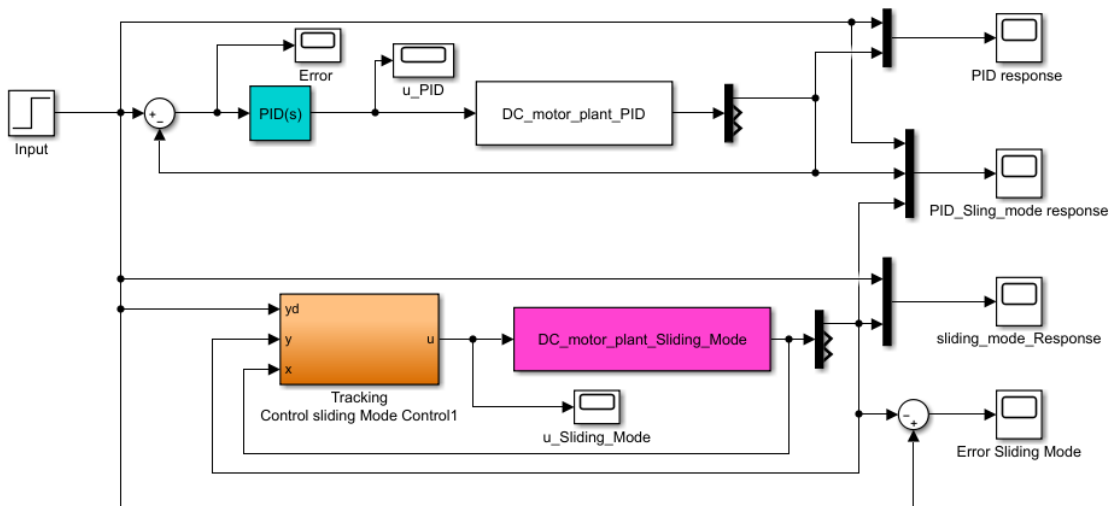 Error
u_PID
PID response
Input
+
−
PID(s)
DC_motor_plant_PID
PID_Sling_mode response
yd
y
x
u
Tracking
Control sliding Mode Control1
DC_motor_plant_Sliding_Mode
u_Sliding_Mode
sliding_mode_Response
−
+
Error Sliding Mode